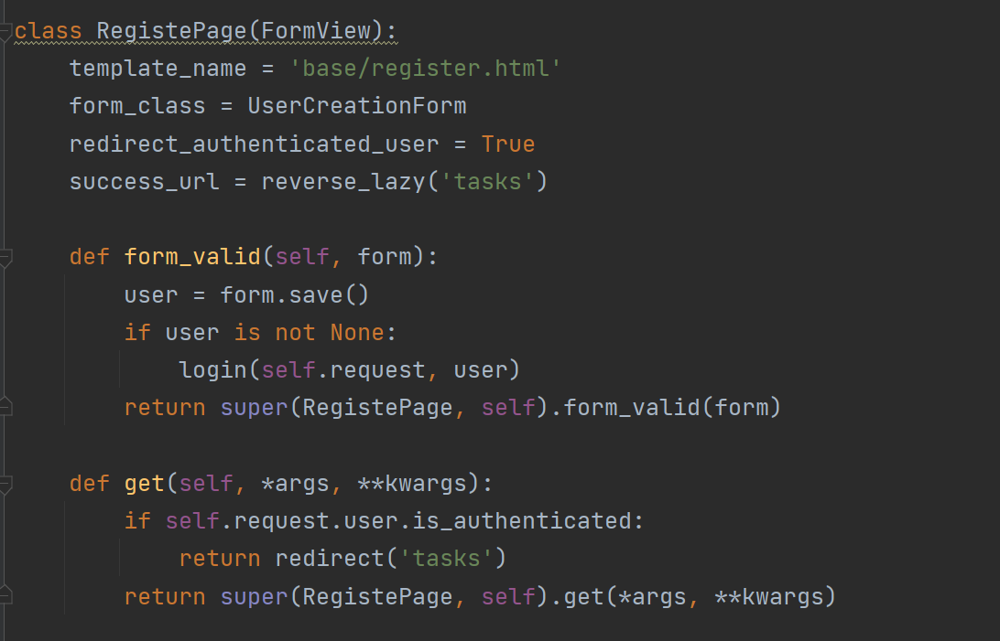 class RegistePage(FormView):
    template_name = 'base/register.html'
    form_class = UserCreationForm
    redirect_authenticated_user = True
    success_url = reverse_lazy('tasks')

    def form_valid(self, form):
        user = form.save()
        if user is not None:
            login(self.request, user)
        return super(RegistePage, self).form_valid(form)

    def get(self, *args, **kwargs):
        if self.request.user.is_authenticated:
            return redirect('tasks')
        return super(RegistePage, self).get(*args, **kwargs)